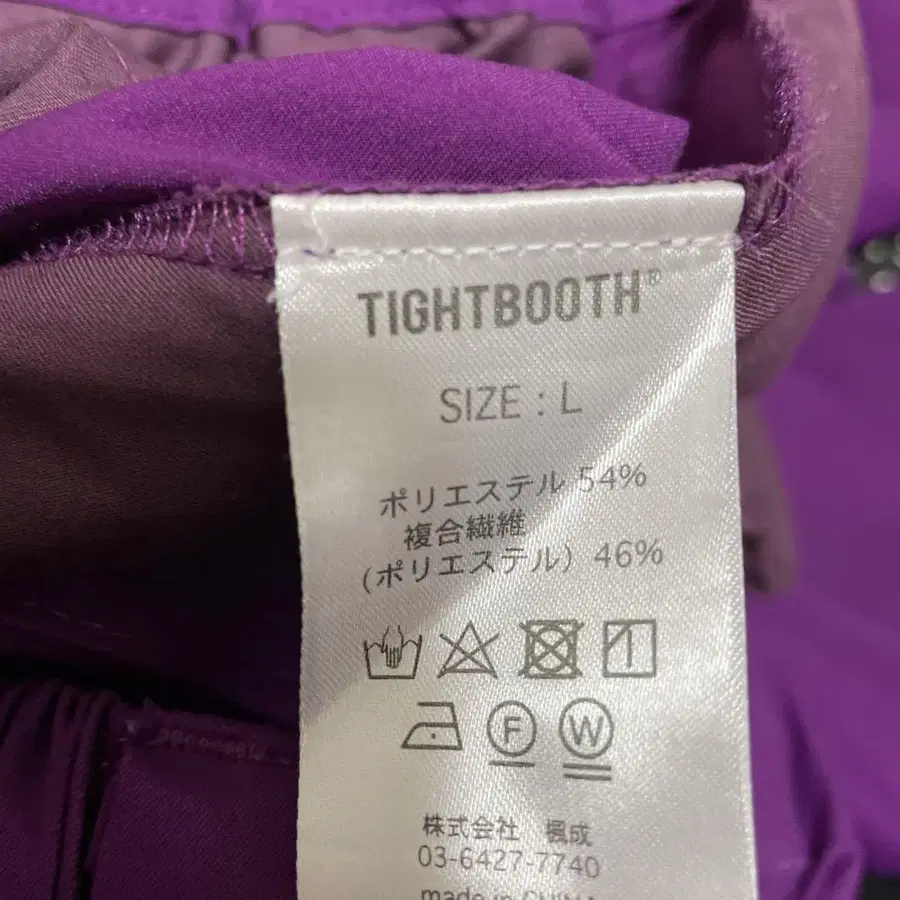 TIGHTBOOTH®
SIZE : L
ポリエステル 54%
複合繊維
(ポリエステル) 46%
F W
株式会社 楓成
03-6427-7740
made in CHINA